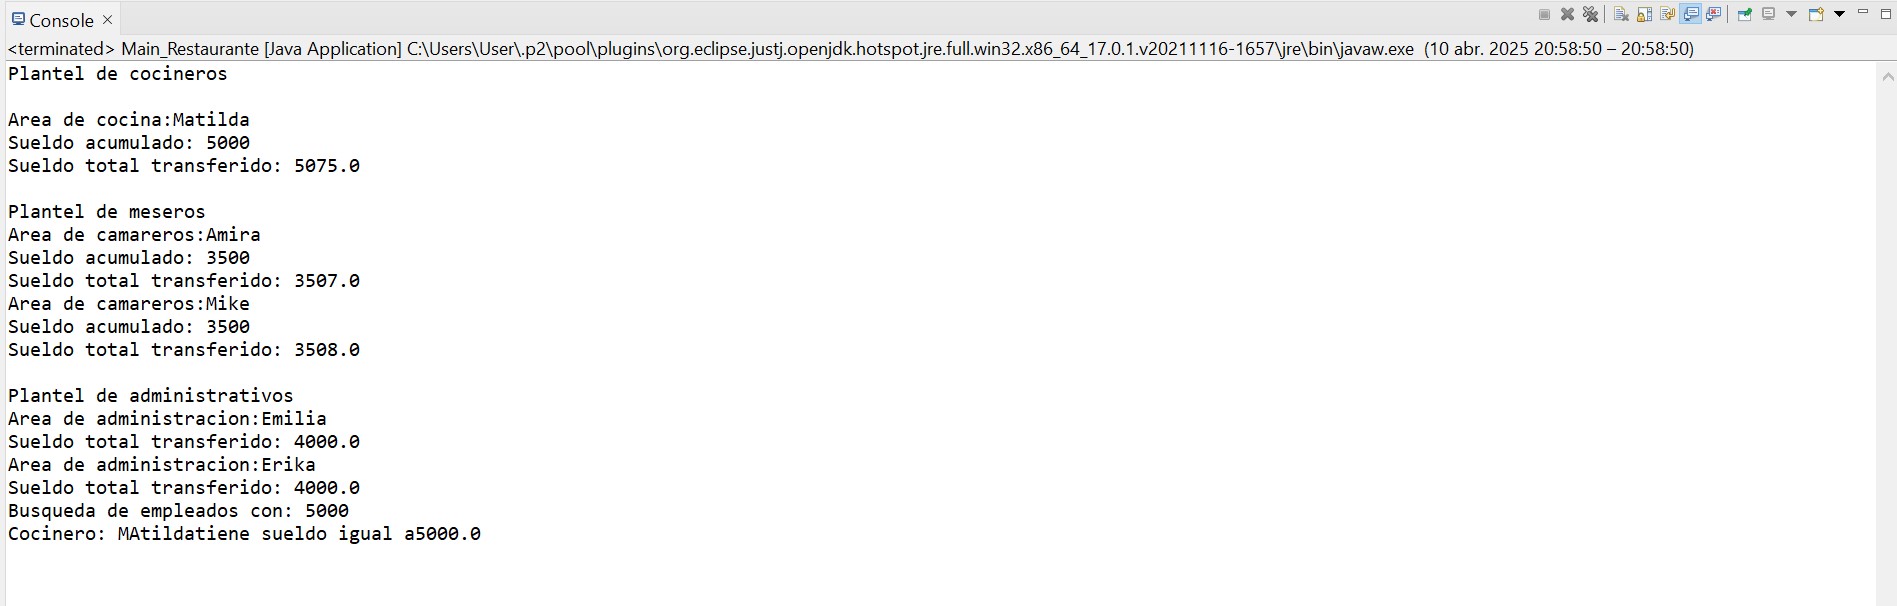 Console
<terminated> Main_Restaurante [Java Application] C:\Users\User\.p2\pool\plugins\org.eclipse.justj.openjdk.hotspot.jre.full.win32.x86_64_17.0.1.v20211116-1657\jre\bin\javaw.exe (10 abr. 2025 20:58:50 – 20:58:50)
Plantel de cocineros
Area de cocina:Matilda
Sueldo acumulado: 5000
Sueldo total transferido: 5075.0
Plantel de meseros
Area de camareros:Amira
Sueldo acumulado: 3500
Sueldo total transferido: 3507.0
Area de camareros:Mike
Sueldo acumulado: 3500
Sueldo total transferido: 3508.0
Plantel de administrativos
Area de administracion:Emilia
Sueldo total transferido: 4000.0
Area de administracion:Erika
Sueldo total transferido: 4000.0
Busqueda de empleados con: 5000
Cocinero: MAtildatiene sueldo igual a5000.0